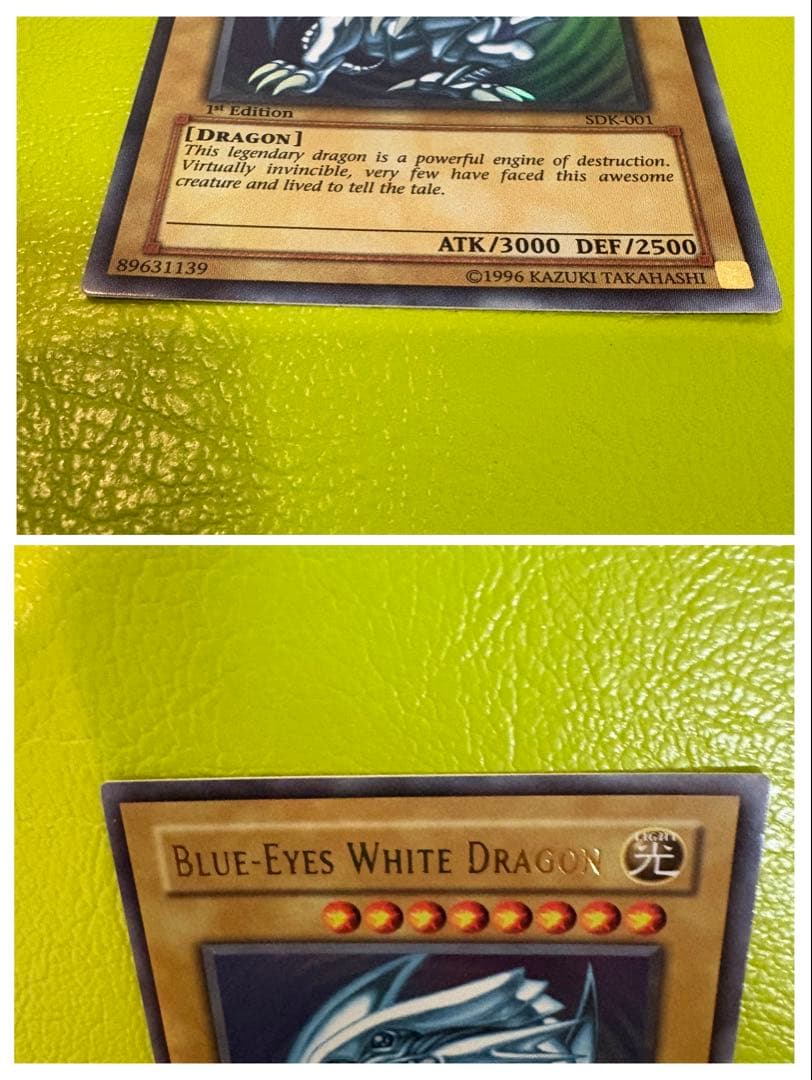 1st Edition
SDK-001
[DRAGON]
This legendary dragon is a powerful engine of destruction.
Virtually invincible, very few have faced this awesome
creature and lived to tell the tale.
ATK/3000 DEF/2500
89631139
©1996 KAZUKI TAKAHASHI
BLUE-EYES WHITE DRAGON
LIGHT
光